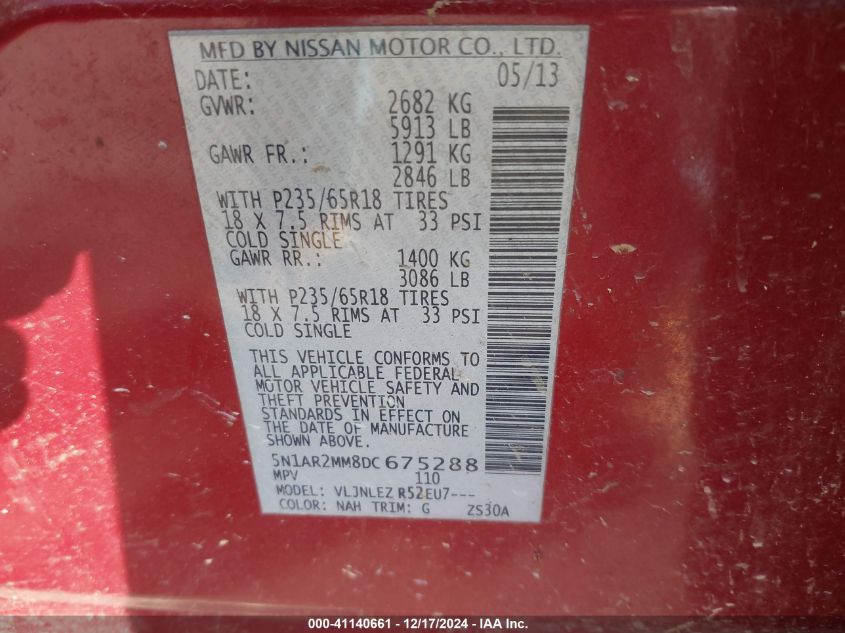 MFD BY NISSAN MOTOR CO., LTD.
DATE: 05/13
GVWR: 2682 KG
5913 LB
GAWR FR.: 1291 KG
2846 LB
WITH P235/65R18 TIRES
18 X 7.5 RIMS AT 33 PSI
COLD SINGLE
GAWR RR.: 1400 KG
3086 LB
WITH P235/65R18 TIRES
18 X 7.5 RIMS AT 33 PSI
COLD SINGLE
THIS VEHICLE CONFORMS TO
ALL APPLICABLE FEDERAL
MOTOR VEHICLE SAFETY AND
THEFT PREVENTION
STANDARDS IN EFFECT ON
THE DATE OF MANUFACTURE
SHOWN ABOVE.
5N1AR2MM8DC675288
MPV 110
MODEL: VLJNLEZ R52EU7---
COLOR: NAH TRIM: G ZS30A
000-41140661 - 12/17/2024 - IAA Inc.